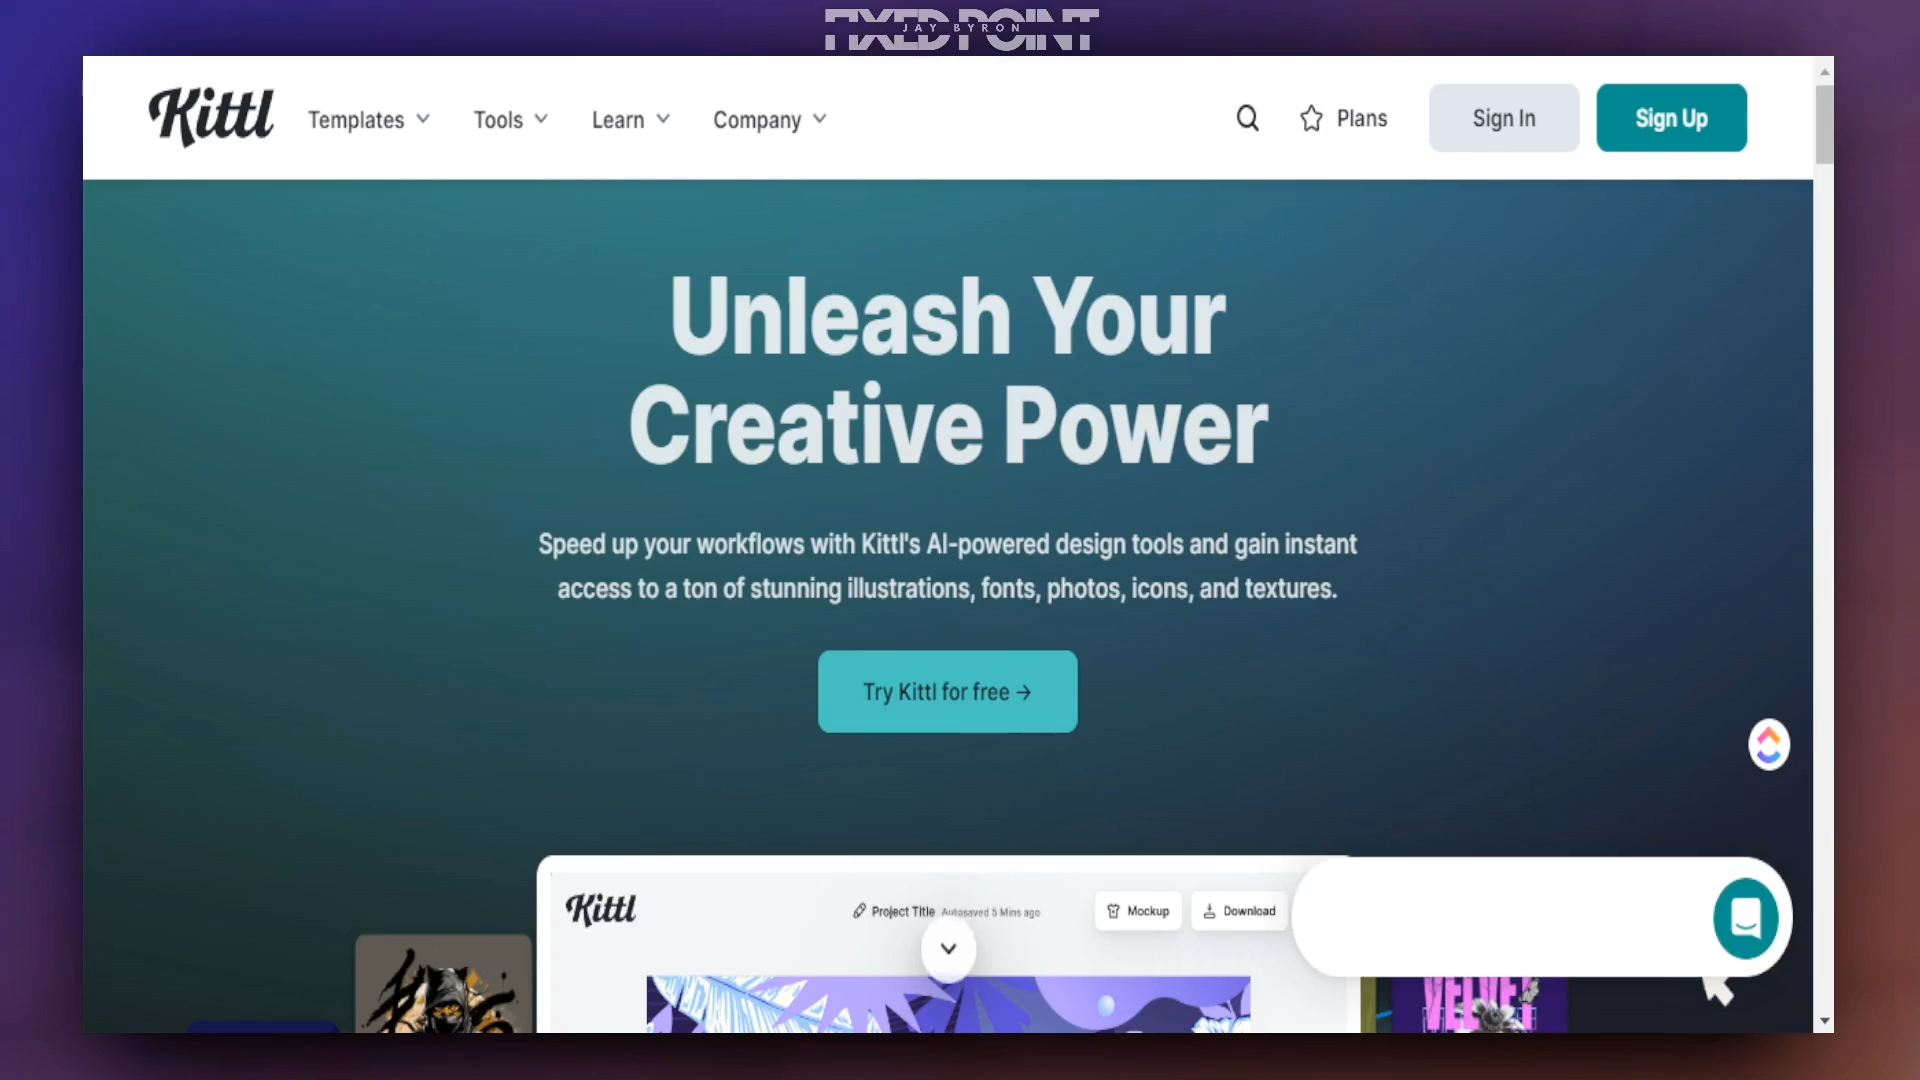 FIXED POINT
JAY BYRON
Kittl
Templates
Tools
Learn
Company
Plans
Sign In
Sign Up
Unleash Your
Creative Power
Speed up your workflows with Kittl's AI-powered design tools and gain instant
access to a ton of stunning illustrations, fonts, photos, icons, and textures.
Try Kittl for free →
Kittl
Project Title Autosaved 5 Mins ago
Mockup
Download
VELVET